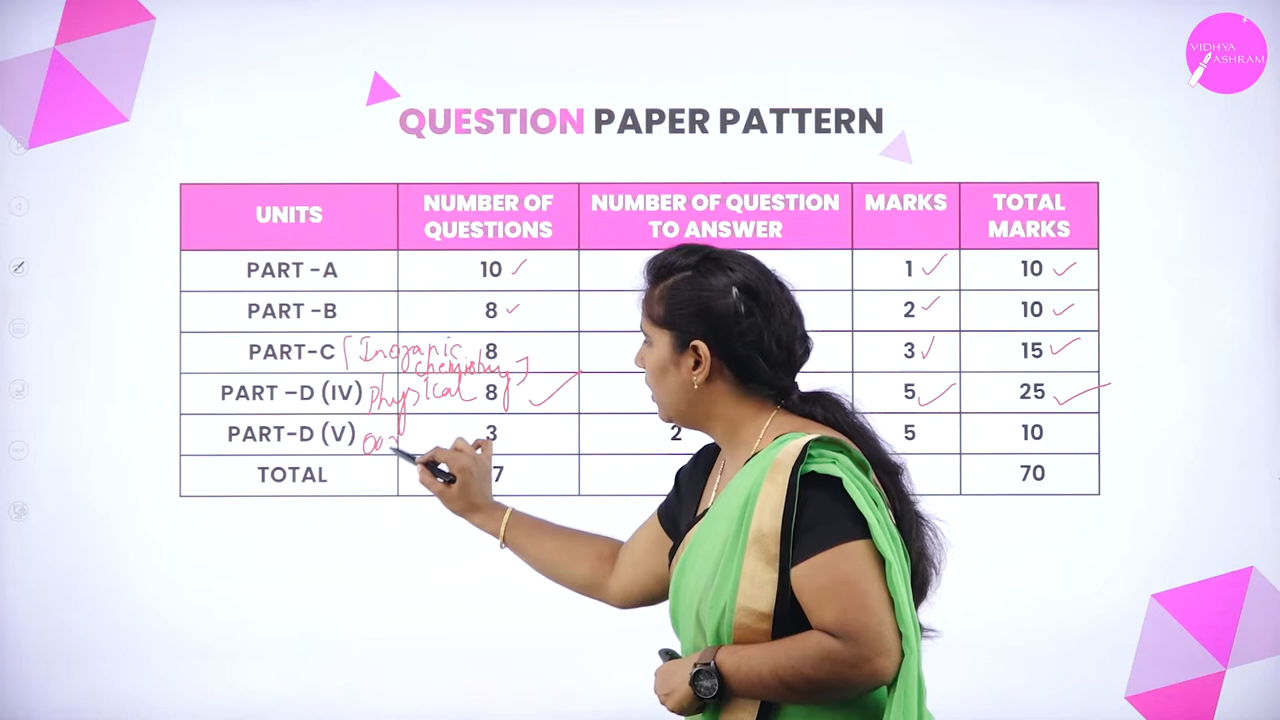 VIDHYA
ASHRAM
QUESTION PAPER PATTERN
UNITS NUMBER OF QUESTIONS NUMBER OF QUESTION TO ANSWER MARKS TOTAL MARKS
PART -A 10 1 10
PART -B 8 2 10
PART-C [Inorganic chemistry] 8 3 15
PART –D (IV) physical 8 5 25
PART-D (V) 3 2 5 10
TOTAL 70